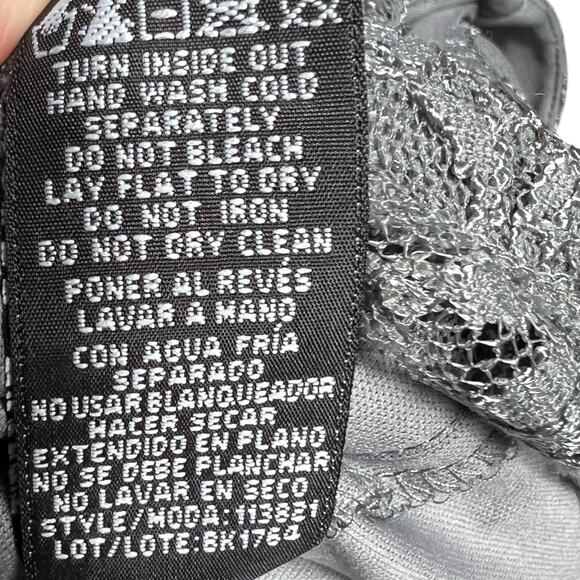 TURN INSIDE OUT
HAND WASH COLD
SEPARATELY
DO NOT BLEACH
LAY FLAT TO DRY
DO NOT IRON
DO NOT DRY CLEAN
PONER AL REVÉS
LAVAR A MANO
CON AGUA FRÍA
SEPARADO
NO USAR BLANQUEADOR
HACER SECAR
EXTENDIDO EN PLANO
NO SE DEBE PLANCHAR
NO LAVAR EN SECO
STYLE/MODA: 113881
LOT/LOTE: BK1762